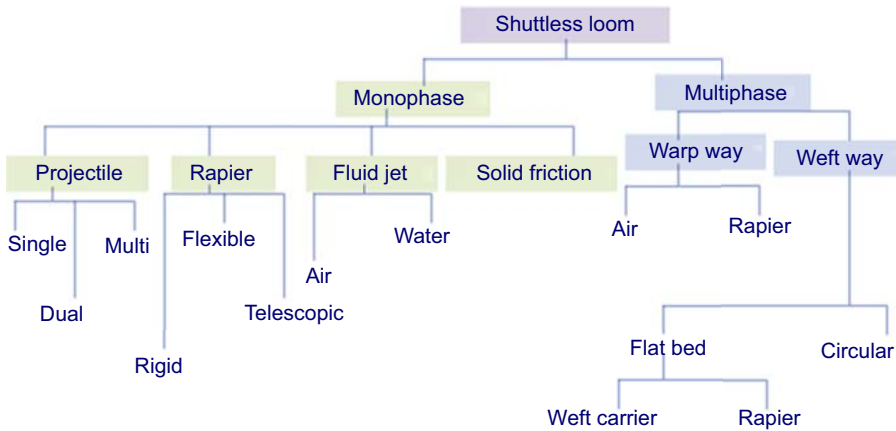 Shuttless loom
Monophase
Multiphase
Projectile
Rapier
Fluid jet
Solid friction
Warp way
Weft way
Single
Multi
Dual
Flexible
Rigid
Telescopic
Air
Water
Air
Rapier
Flat bed
Circular
Weft carrier
Rapier